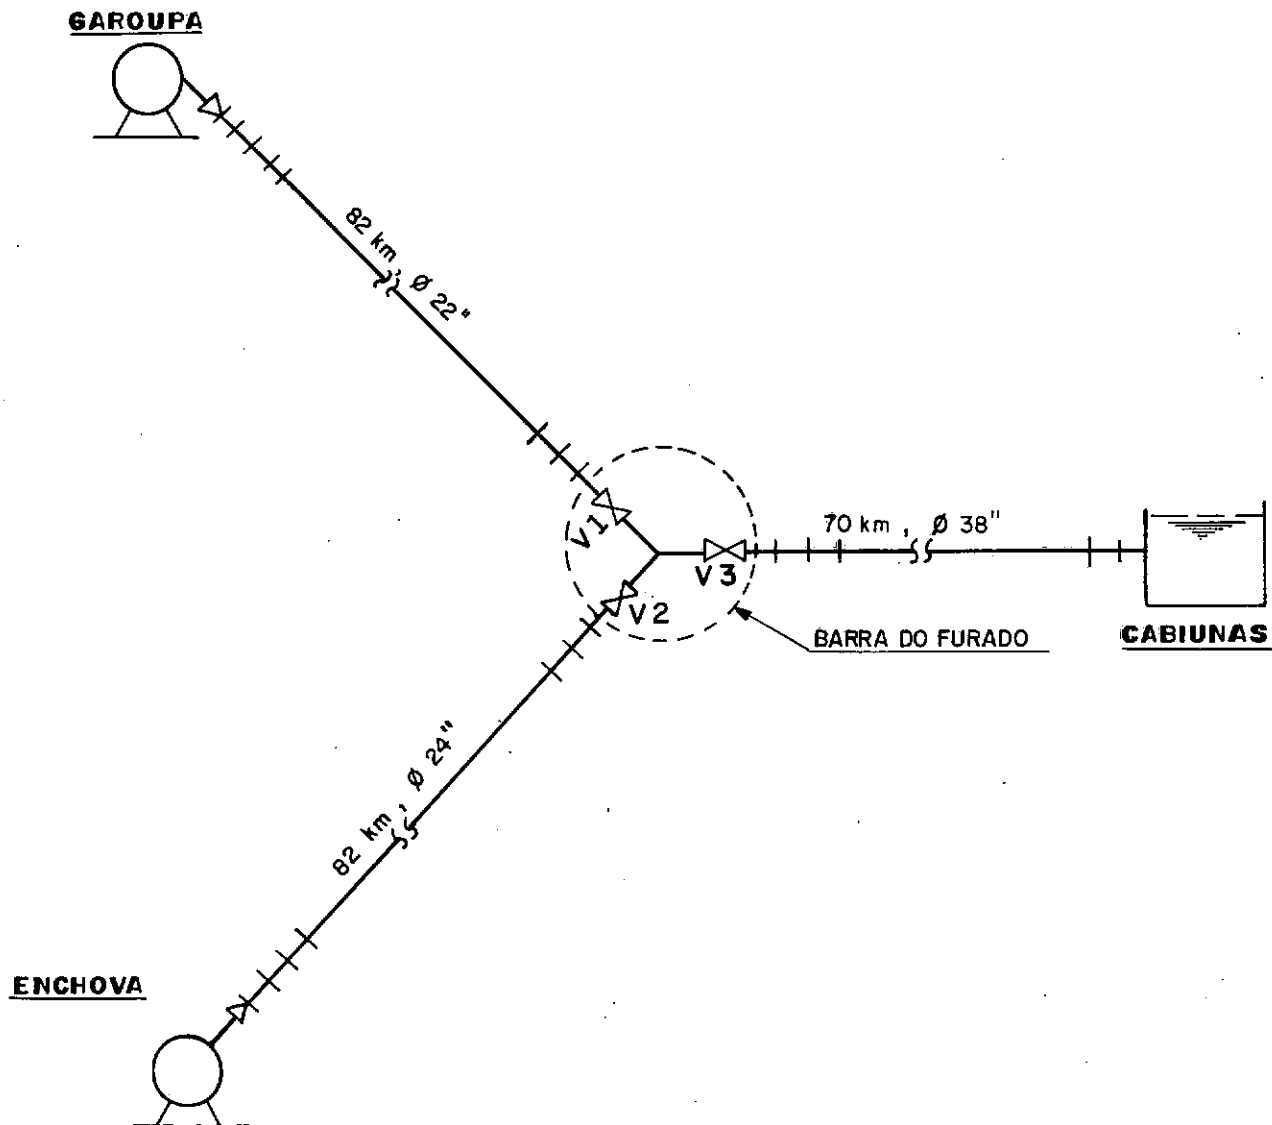 GAROUPA
82 km, Ø 22"
V1
V3
70 km, Ø 38"
V2
BARRA DO FURADO
CABIUNAS
82 km, Ø 24"
ENCHOVA